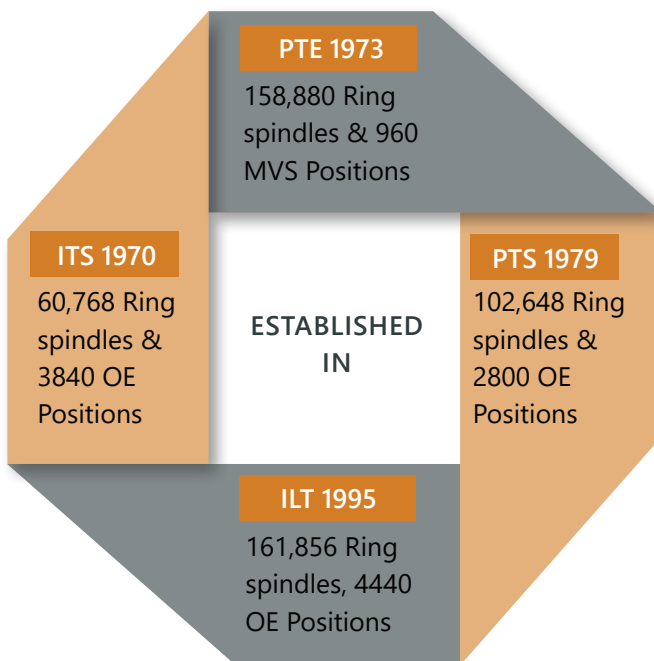 PTE 1973
158,880 Ring
spindles & 960
MVS Positions
ITS 1970
60,768 Ring
spindles &
3840 OE
Positions
ESTABLISHED
IN
PTS 1979
102,648 Ring
spindles &
2800 OE
Positions
ILT 1995
161,856 Ring
spindles, 4440
OE Positions